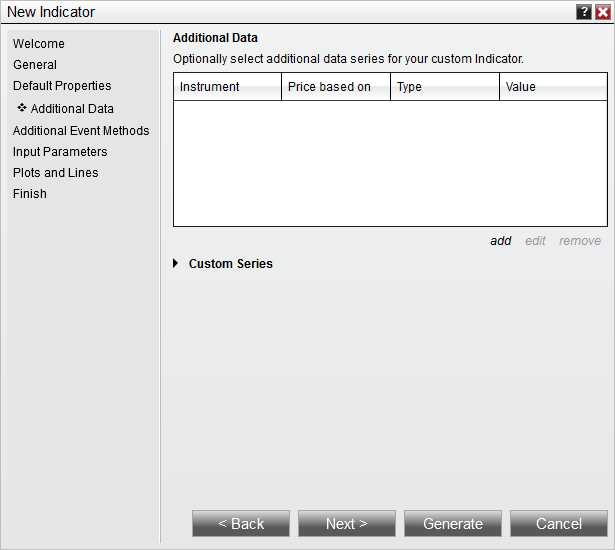 New Indicator
?
Welcome
General
Default Properties
Additional Data
Additional Event Methods
Input Parameters
Plots and Lines
Finish
Additional Data
Optionally select additional data series for your custom Indicator.
Instrument Price based on Type Value
add edit remove
Custom Series
< Back Next > Generate Cancel